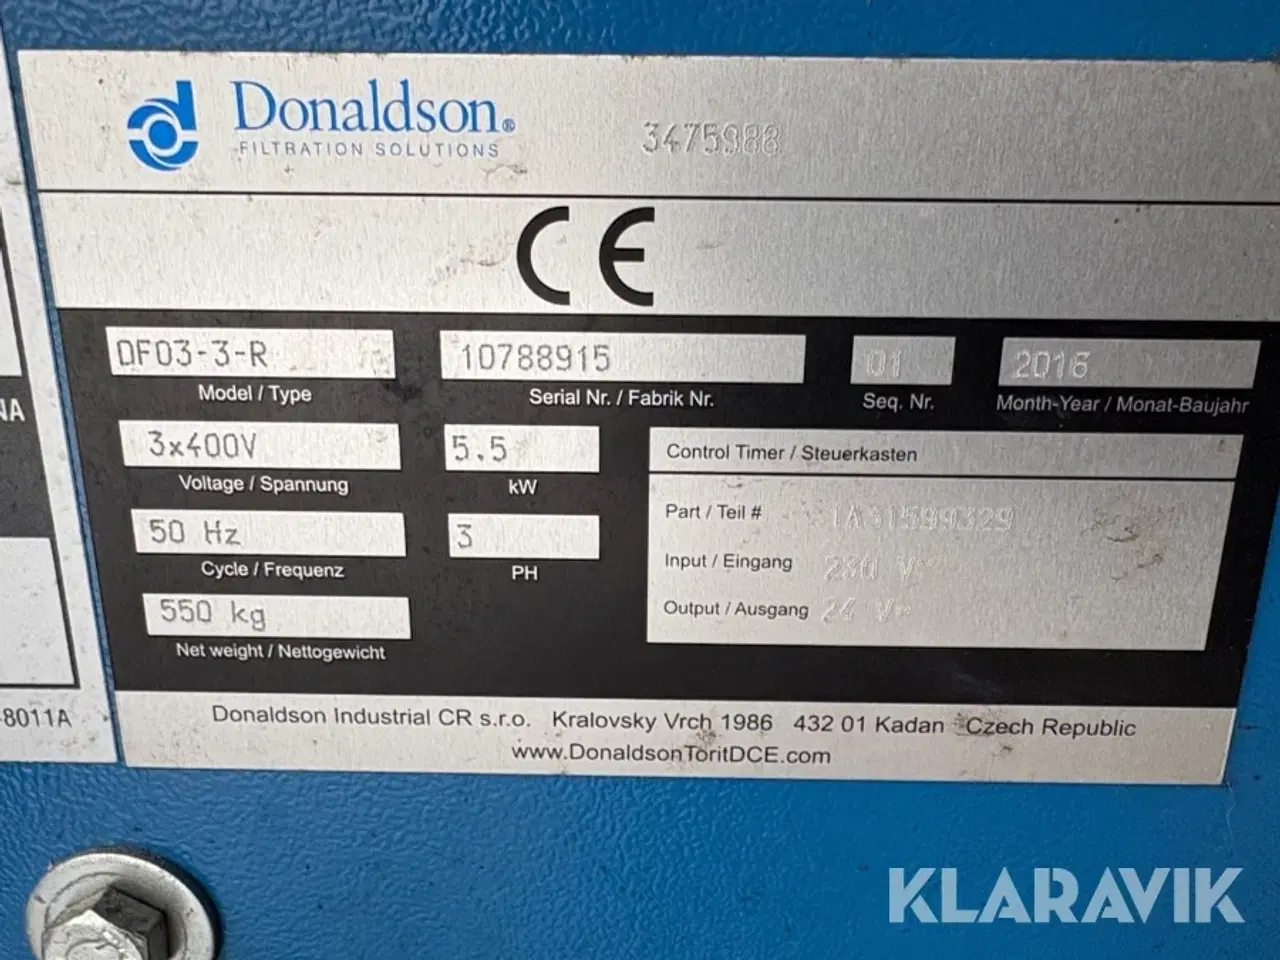 Donaldson®
FILTRATION SOLUTIONS
3475988
CE
DF03-3-R
10788915
01
2016
Model / Type
Serial Nr. / Fabrik Nr.
Seq. Nr.
Month-Year / Monat-Baujahr
NA
3x400V
5.5
Control Timer / Steuerkasten
Voltage / Spannung
kW
50 Hz
3
Part / Teil # 1A31599329
Cycle / Frequenz
PH
Input / Eingang 230 V
550 kg
Output / Ausgang 24 V
Net weight / Nettogewicht
-8011A
Donaldson Industrial CR s.r.o. Kralovsky Vrch 1986 432 01 Kadan Czech Republic
www.DonaldsonToritDCE.com
KLARAVIK